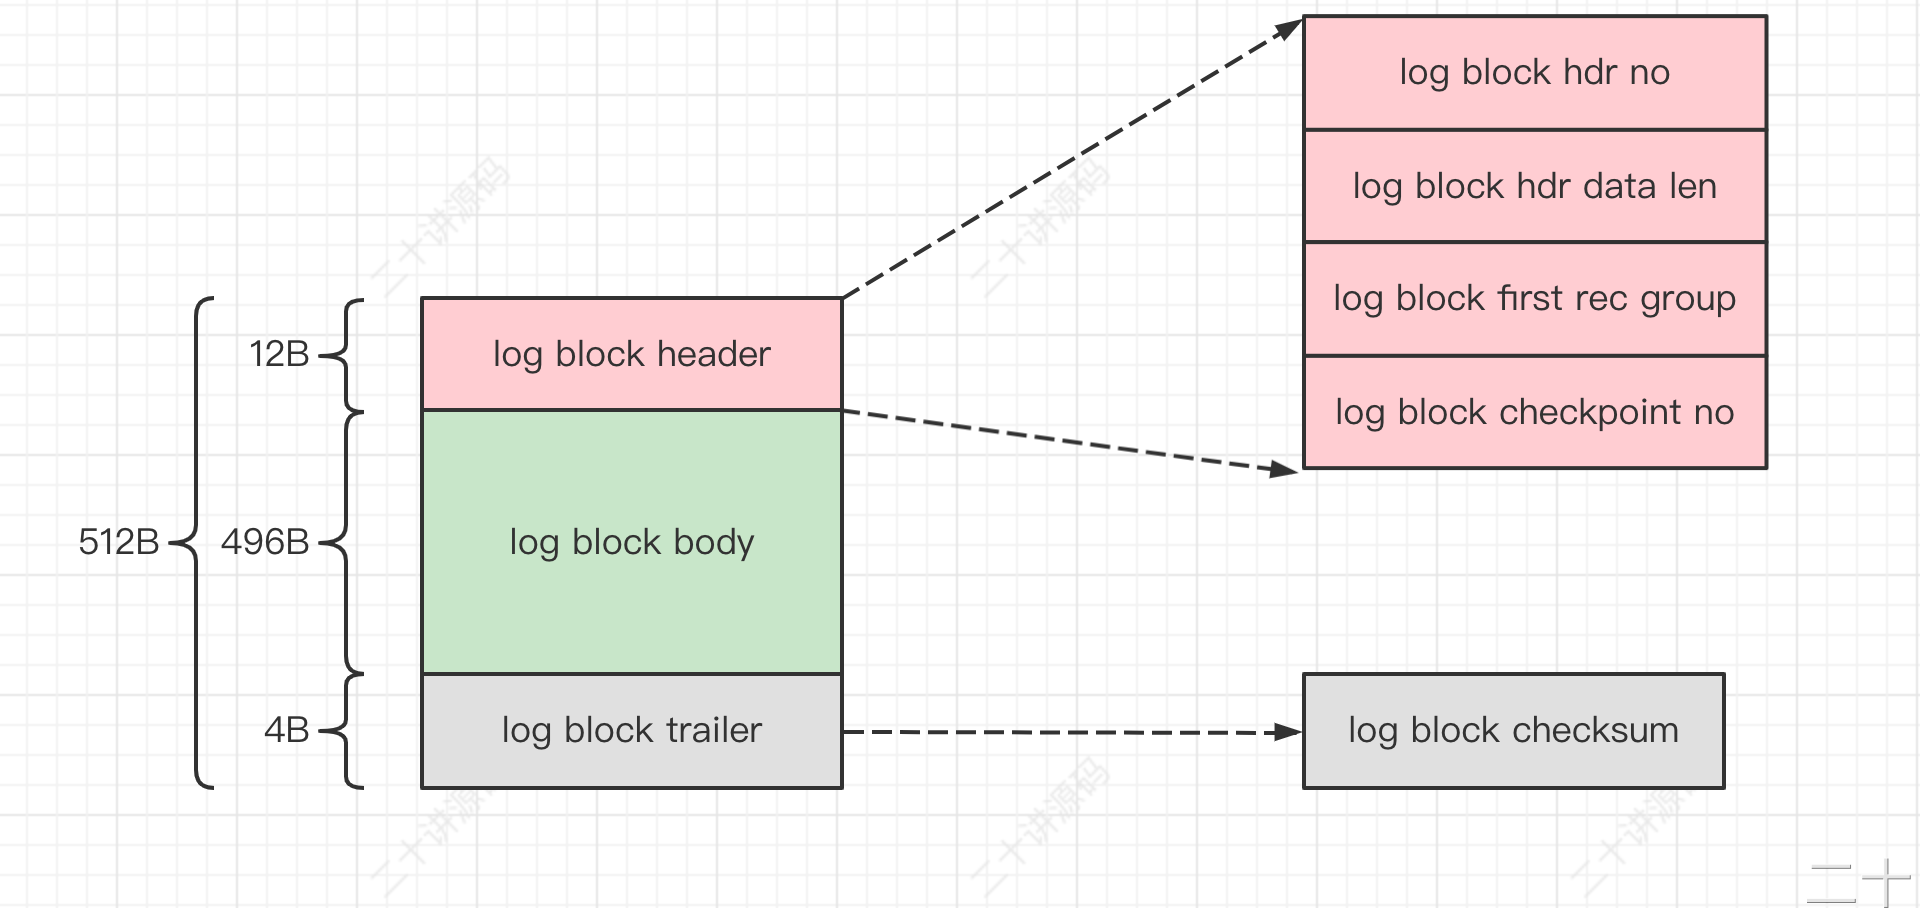 log block hdr no
log block hdr data len
log block first rec group
log block checkpoint no
512B
12B
496B
4B
log block header
log block body
log block trailer
log block checksum
二十讲源码
二十讲源码
二十讲源码
二十讲源码
二十讲源码
二十